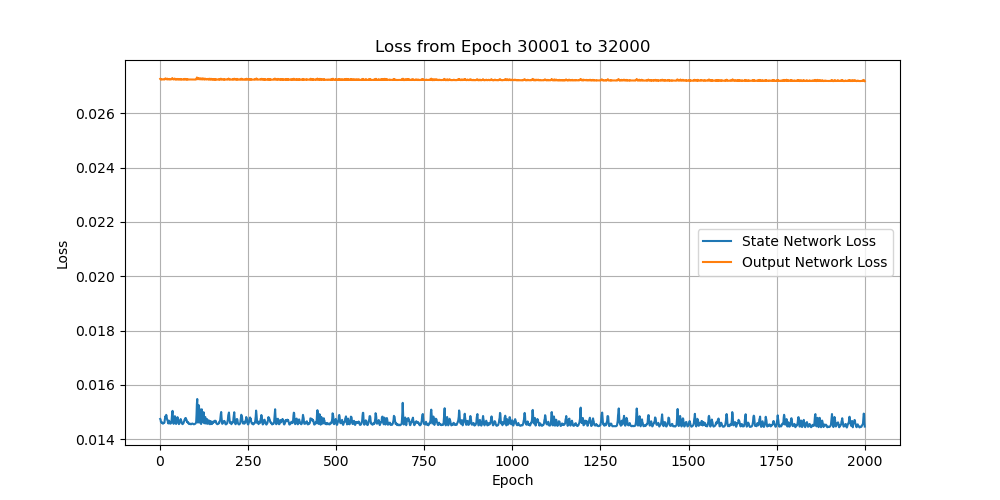 Loss from Epoch 30001 to 32000
Loss
0.026
0.024
0.022
0.020
0.018
0.016
0.014
State Network Loss
Output Network Loss
0 250 500 750 1000 1250 1500 1750 2000
Epoch